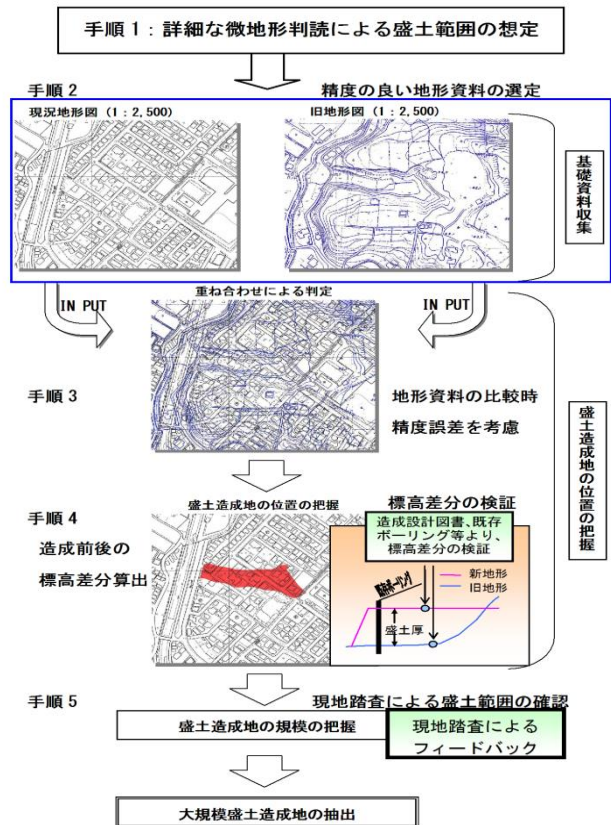 手順1：詳細な微地形判読による盛土範囲の想定
手順2
精度の良い地形資料の選定
現況地形図（1：2,500）
旧地形図（1：2,500）
基礎資料収集
IN PUT
IN PUT
重ね合わせによる判定
手順3
地形資料の比較時
精度誤差を考慮
盛土造成地の位置の把握
手順4
造成前後の
標高差分算出
盛土造成地の位置の把握
標高差分の検証
造成設計図書、既存
ボーリング等より、
標高差分の検証
既存ボーリング
新地形
旧地形
盛土厚
手順5
現地踏査による盛土範囲の確認
盛土造成地の規模の把握
現地踏査による
フィードバック
大規模盛土造成地の抽出